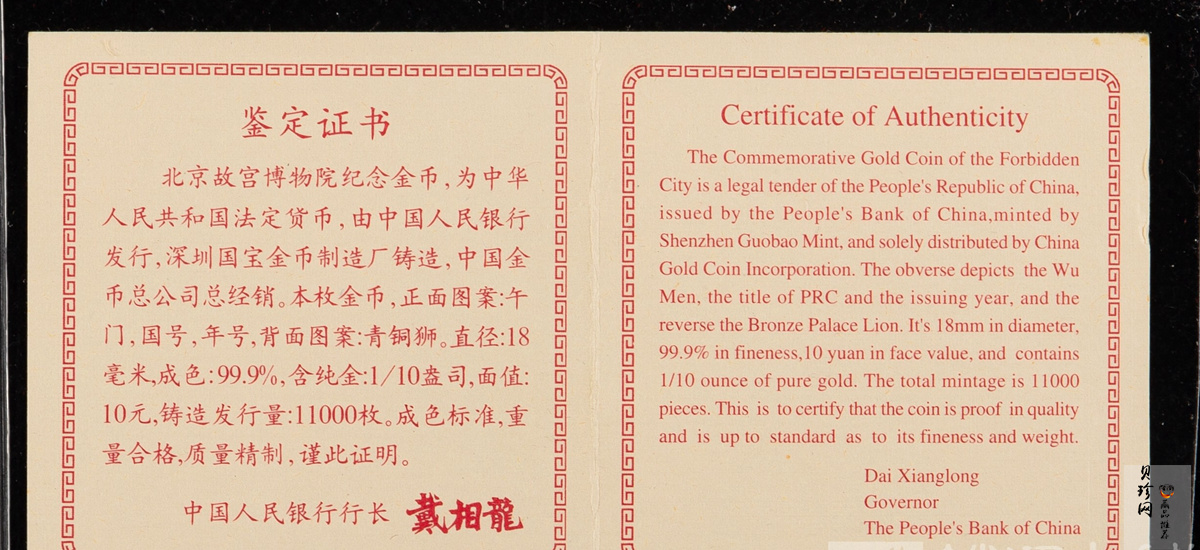 鉴定证书
北京故宫博物院纪念金币,为中华
人民共和国法定货币,由中国人民银行
发行,深圳国宝金币制造厂铸造,中国金
币总公司总经销。本枚金币,正面图案:午
门,国号,年号,背面图案:青铜狮。直径:18
毫米,成色:99.9%,含纯金:1/10盎司,面值:
10元,铸造发行量:11000枚。成色标准,重
量合格,质量精制,谨此证明。
中国人民银行行长 戴相龍
Certificate of Authenticity
The Commemorative Gold Coin of the Forbidden
City is a legal tender of the People's Republic of China,
issued by the People's Bank of China,minted by
Shenzhen Guobao Mint, and solely distributed by China
Gold Coin Incorporation. The obverse depicts the Wu
Men, the title of PRC and the issuing year, and the
reverse the Bronze Palace Lion. It's 18mm in diameter,
99.9% in fineness,10 yuan in face value, and contains
1/10 ounce of pure gold. The total mintage is 11000
pieces. This is to certify that the coin is proof in quality
and is up to standard as to its fineness and weight.
Dai Xianglong
Governor
The People's Bank of China
贝珍网
商品推荐